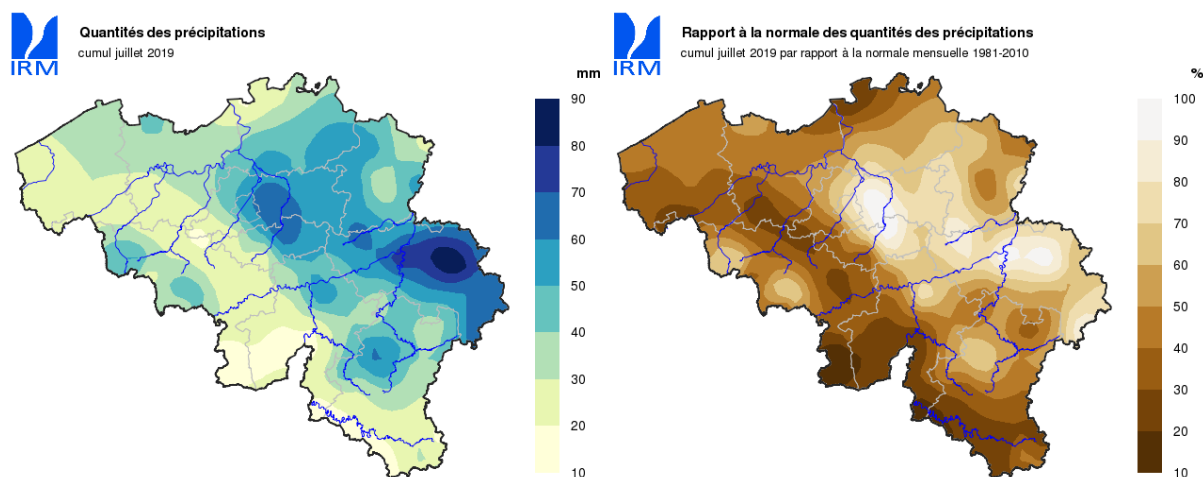 IRM
Quantités des précipitations
cumul juillet 2019
mm
90
80
70
60
50
40
30
20
10
IRM
Rapport à la normale des quantités des précipitations
cumul juillet 2019 par rapport à la normale mensuelle 1981-2010
%
100
90
80
70
60
50
40
30
20
10